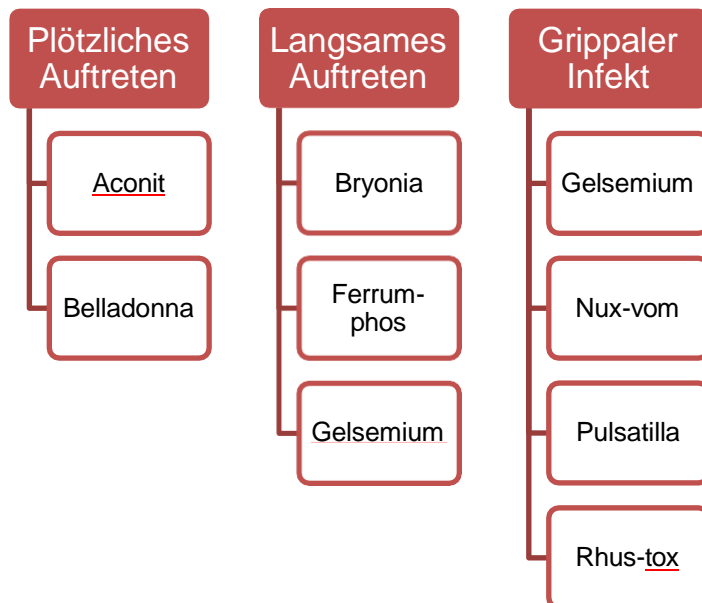 Plötzliches
Auftreten
Aconit
Belladonna
Langsames
Auftreten
Bryonia
Ferrum-
phos
Gelsemium
Grippaler
Infekt
Gelsemium
Nux-vom
Pulsatilla
Rhus-tox